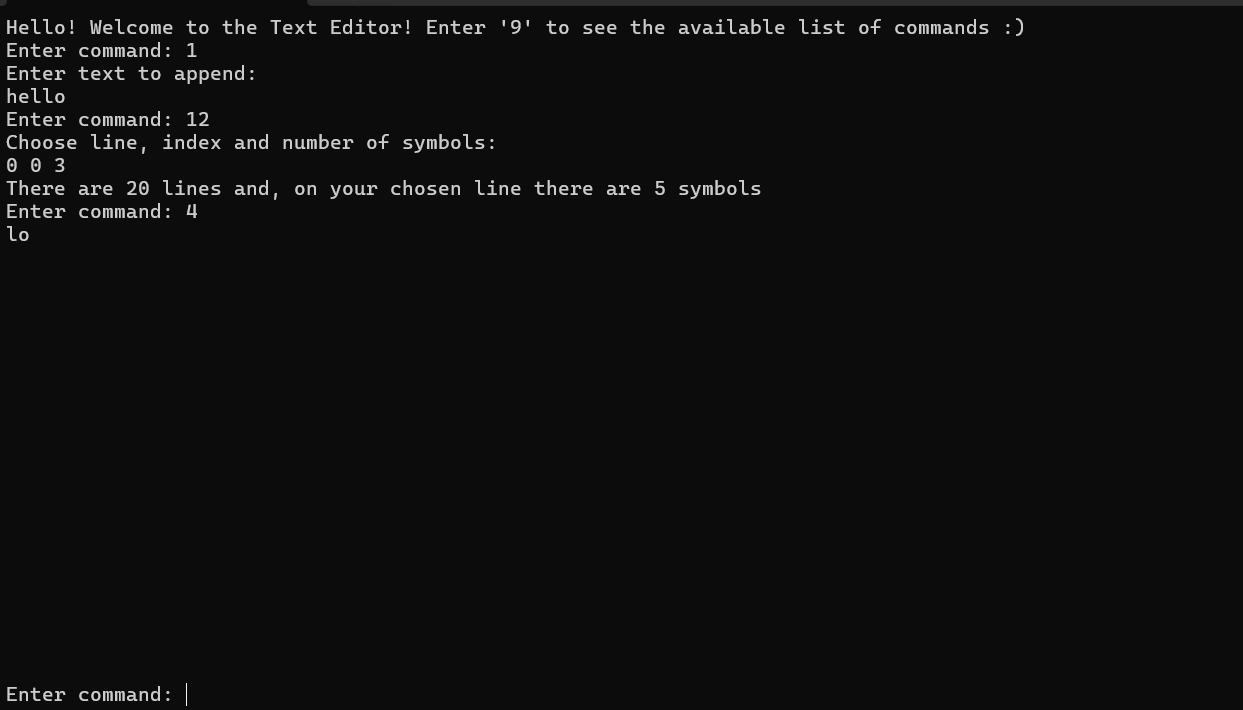 Hello! Welcome to the Text Editor! Enter '9' to see the available list of commands :)
Enter command: 1
Enter text to append:
hello
Enter command: 12
Choose line, index and number of symbols:
0 0 3
There are 20 lines and, on your chosen line there are 5 symbols
Enter command: 4
lo
Enter command: